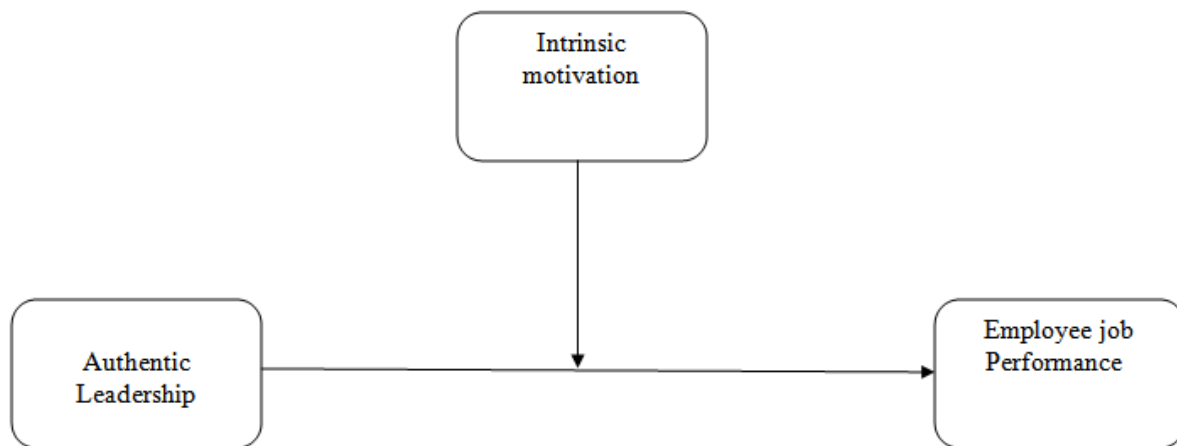 Intrinsic
motivation
Authentic
Leadership
Employee job
Performance